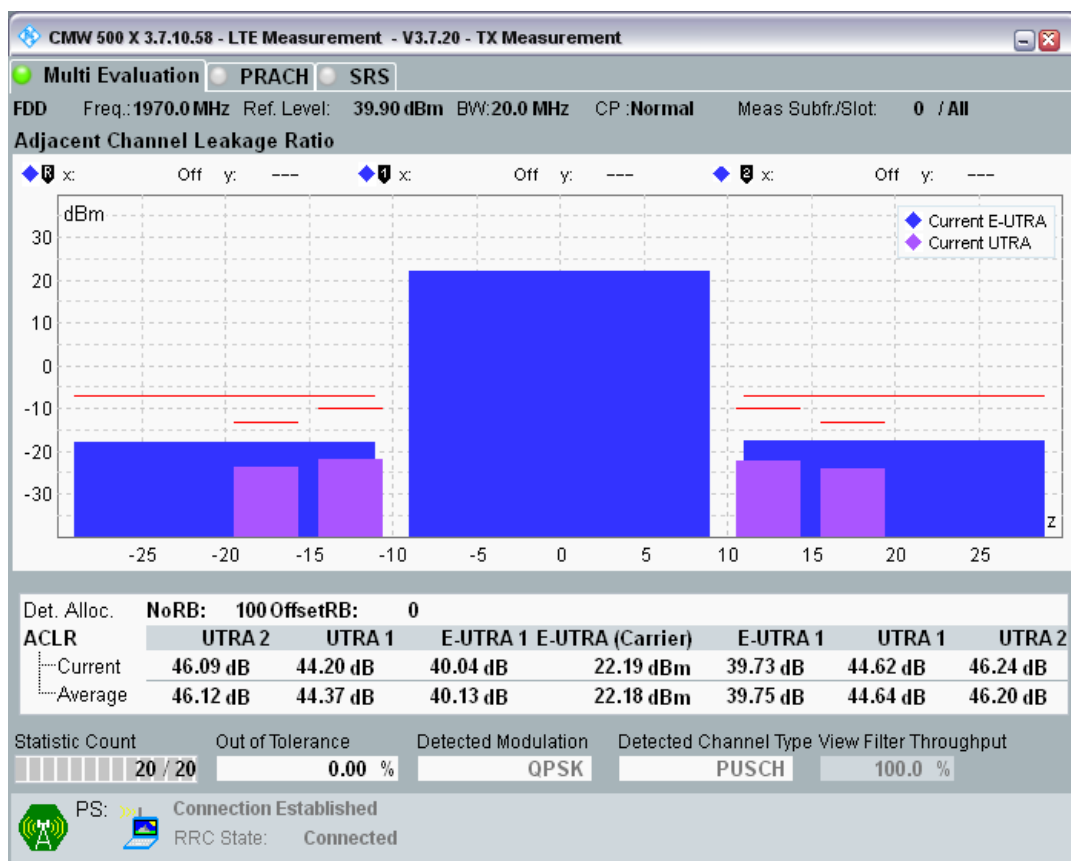 CMW 500 X 3.7.10.58 - LTE Measurement - V3.7.20 - TX Measurement
Multi Evaluation PRACH SRS
FDD Freq.: 1970.0 MHz Ref. Level: 39.90 dBm BW: 20.0 MHz CP :Normal Meas Subfr./Slot: 0 / All
Adjacent Channel Leakage Ratio
R x: Off y: --- 1 x: Off y: --- 2 x: Off y: ---
dBm
Current E-UTRA
Current UTRA
30
20
10
0
-10
-20
-30
z
-25 -20 -15 -10 -5 0 5 10 15 20 25
Det. Alloc. NoRB: 100 OffsetRB: 0
ACLR UTRA 2 UTRA 1 E-UTRA 1 E-UTRA (Carrier) E-UTRA 1 UTRA 1 UTRA 2
Current 46.09 dB 44.20 dB 40.04 dB 22.19 dBm 39.73 dB 44.62 dB 46.24 dB
Average 46.12 dB 44.37 dB 40.13 dB 22.18 dBm 39.75 dB 44.64 dB 46.20 dB
Statistic Count Out of Tolerance Detected Modulation Detected Channel Type View Filter Throughput
20 / 20 0.00 % QPSK PUSCH 100.0 %
PS: Connection Established
RRC State: Connected